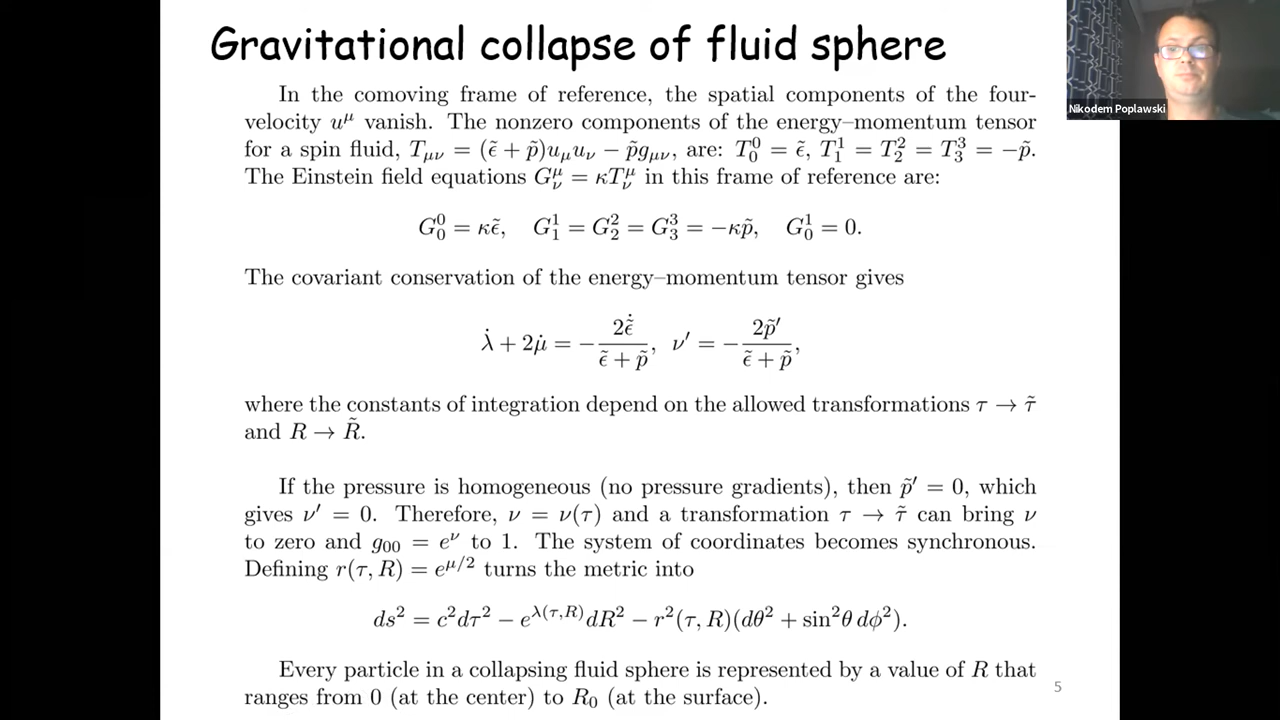 Gravitational collapse of fluid sphere
Nikodem Poplawski
In the comoving frame of reference, the spatial components of the four-
velocity u^μ vanish. The nonzero components of the energy–momentum tensor
for a spin fluid, T_μν = (ϵ̃ + p̃)u_μu_ν − p̃g_μν, are: T^0_0 = ϵ̃, T^1_1 = T^2_2 = T^3_3 = −p̃.
The Einstein field equations G^μ_ν = κT^μ_ν in this frame of reference are:
G^0_0 = κϵ̃, G^1_1 = G^2_2 = G^3_3 = −κp̃, G^1_0 = 0.
The covariant conservation of the energy–momentum tensor gives
λ̇ + 2μ̇ = −2ϵ̃̇/(ϵ̃ + p̃), ν′ = −2p̃′/(ϵ̃ + p̃),
where the constants of integration depend on the allowed transformations τ → τ̃
and R → R̃.
If the pressure is homogeneous (no pressure gradients), then p̃′ = 0, which
gives ν′ = 0. Therefore, ν = ν(τ) and a transformation τ → τ̃ can bring ν
to zero and g_00 = e^ν to 1. The system of coordinates becomes synchronous.
Defining r(τ, R) = e^{μ/2} turns the metric into
ds² = c²dτ² − e^{λ(τ,R)}dR² − r²(τ, R)(dθ² + sin²θ dϕ²).
Every particle in a collapsing fluid sphere is represented by a value of R that
ranges from 0 (at the center) to R_0 (at the surface).
5